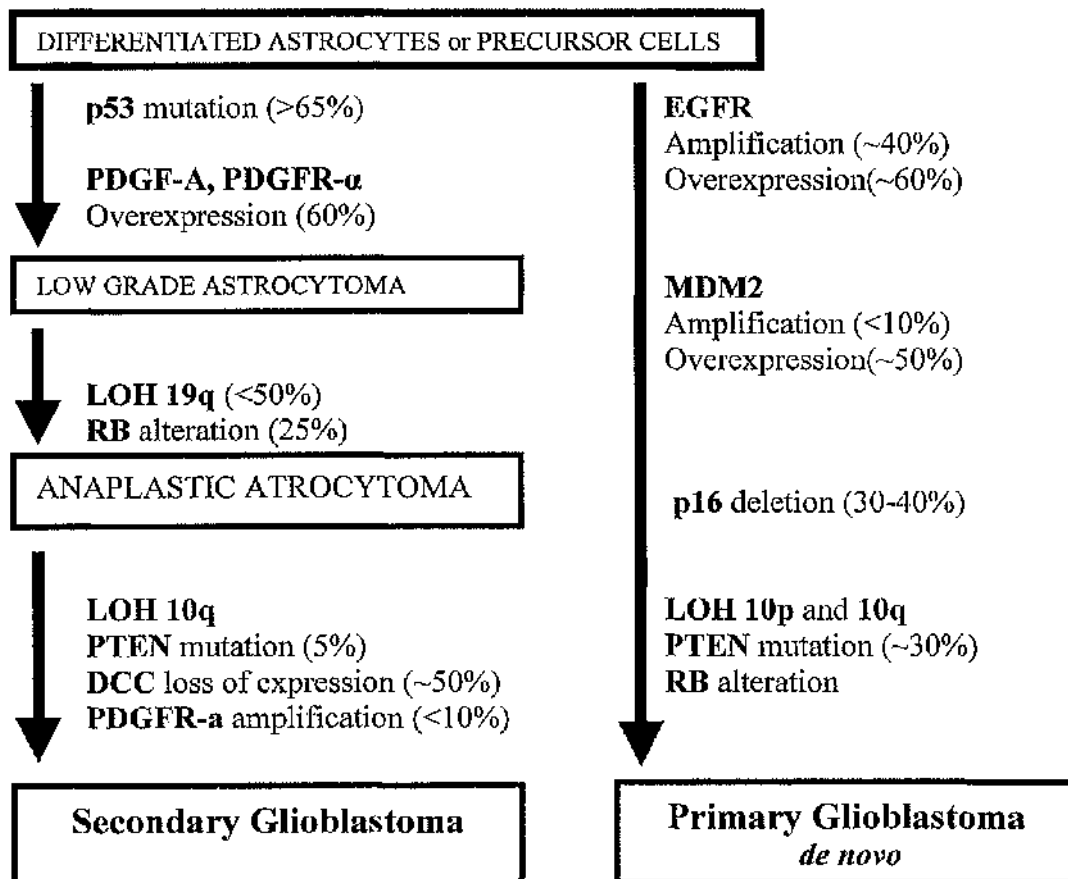 DIFFERENTIATED ASTROCYTES or PRECURSOR CELLS
p53 mutation (>65%)
PDGF-A, PDGFR-α
Overexpression (60%)
LOW GRADE ASTROCYTOMA
LOH 19q (<50%)
RB alteration (25%)
ANAPLASTIC ATROCYTOMA
LOH 10q
PTEN mutation (5%)
DCC loss of expression (~50%)
PDGFR-a amplification (<10%)
Secondary Glioblastoma
EGFR
Amplification (~40%)
Overexpression(~60%)
MDM2
Amplification (<10%)
Overexpression(~50%)
p16 deletion (30-40%)
LOH 10p and 10q
PTEN mutation (~30%)
RB alteration
Primary Glioblastoma
de novo